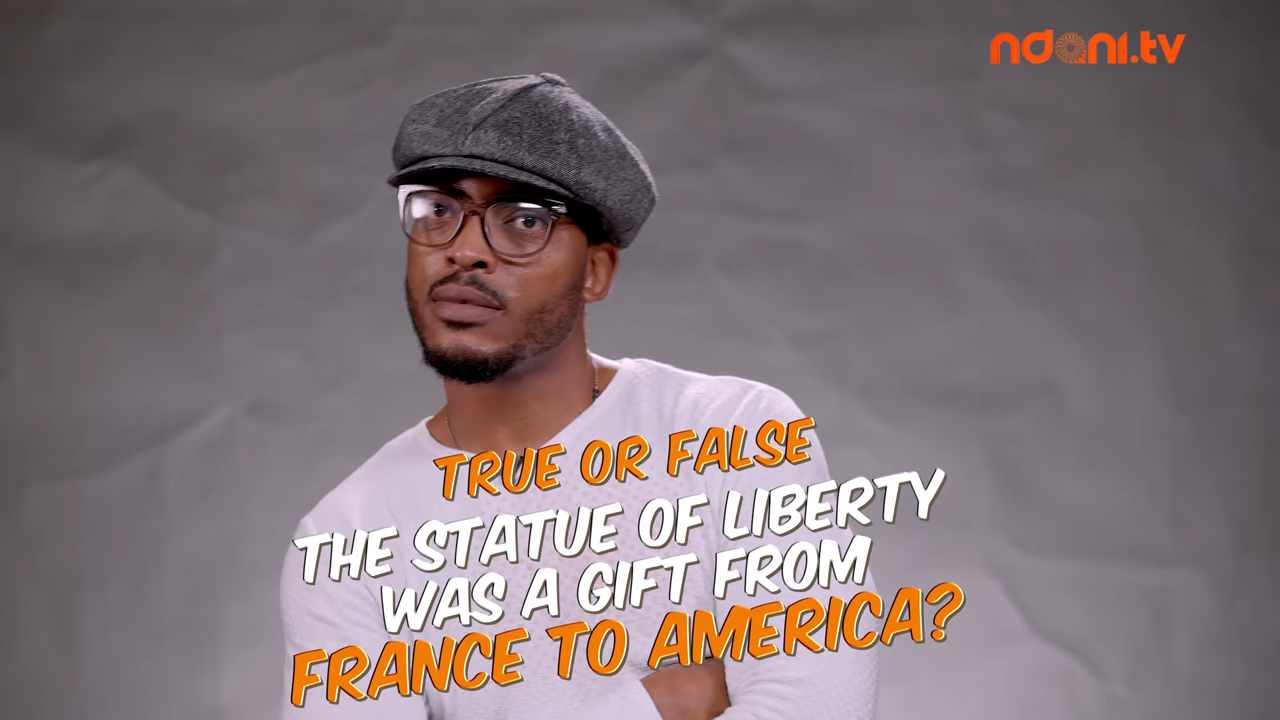 ndani.tv
TRUE OR FALSE
THE STATUE OF LIBERTY
WAS A GIFT FROM
FRANCE TO AMERICA?